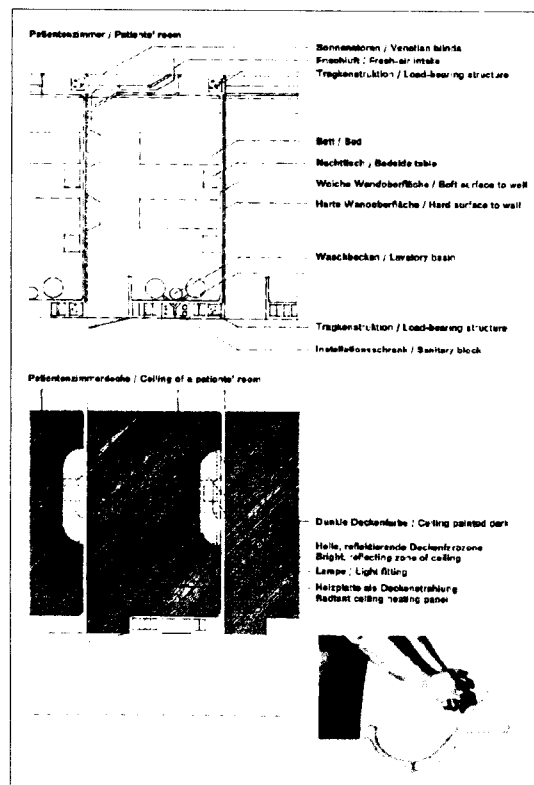 Patientenzimmer / Patients' room
Sonnenstoren / Venetian blinds
Frischluft / Fresh-air intake
Tragkonstruktion / Load-bearing structure
Bett / Bed
Nachttisch / Bedside table
Weiche Wandoberfläche / Soft surface to wall
Harte Wandoberfläche / Hard surface to wall
Waschbecken / Lavatory basin
Tragkonstruktion / Load-bearing structure
Installationsschrank / Sanitary block
Patientenzimmerdecke / Ceiling of a patients' room
Dunkle Deckenfarbe / Ceiling painted dark
Helle, reflektierende Deckenfarbzone
Bright, reflecting zone of ceiling
Lampe / Light fitting
Heizplatte als Deckenstrahlung
Radiant ceiling heating panel